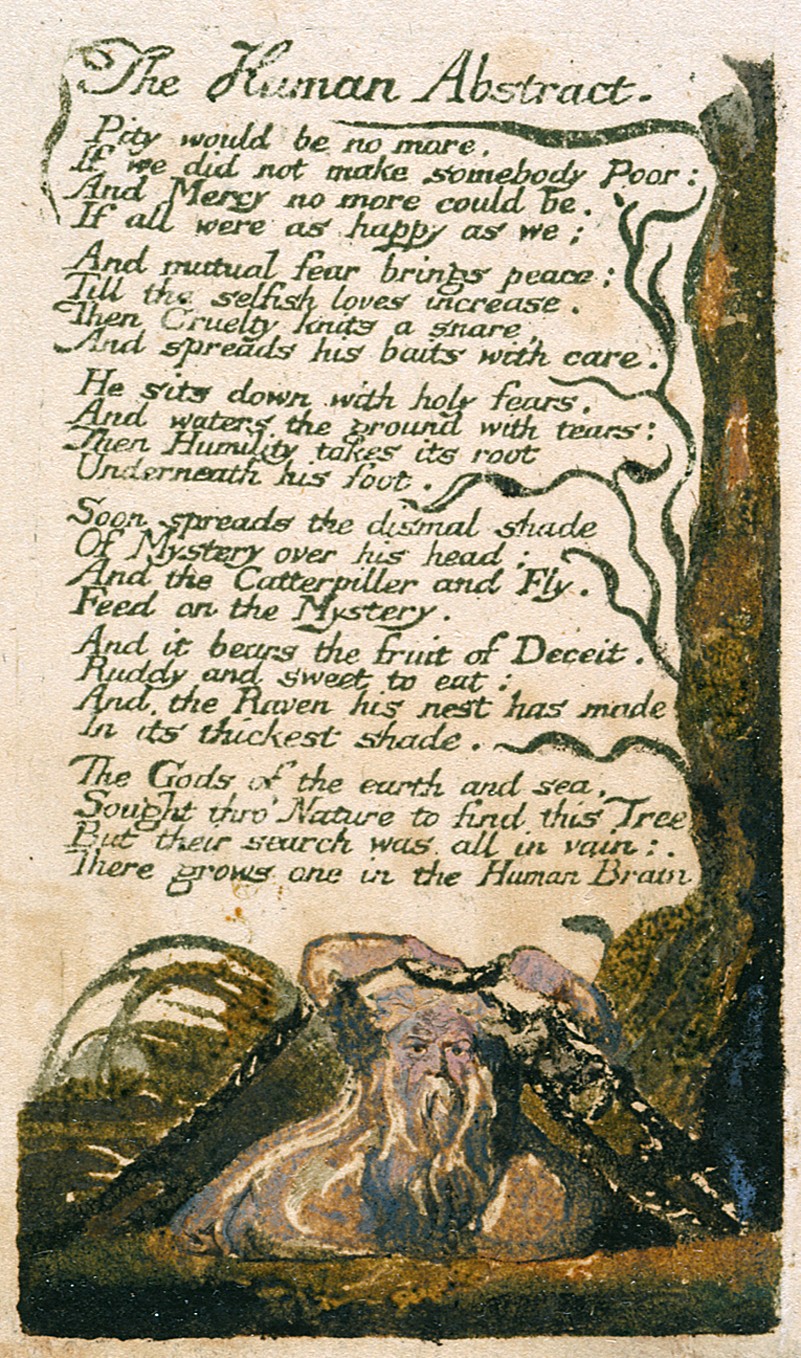 The Human Abstract.
Pity would be no more,
If we did not make somebody Poor:
And Mercy no more could be,
If all were as happy as we;
And mutual fear brings peace;
Till the selfish loves increase.
Then Cruelty knits a snare,
And spreads his baits with care.
He sits down with holy fears,
And waters the ground with tears:
Then Humility takes its root
Underneath his foot.
Soon spreads the dismal shade
Of Mystery over his head;
And the Catterpiller and Fly,
Feed on the Mystery.
And it bears the fruit of Deceit,
Ruddy and sweet to eat;
And the Raven his nest has made
In its thickest shade.
The Gods of the earth and sea,
Sought thro' Nature to find this Tree
But their search was all in vain:
There grows one in the Human Brain